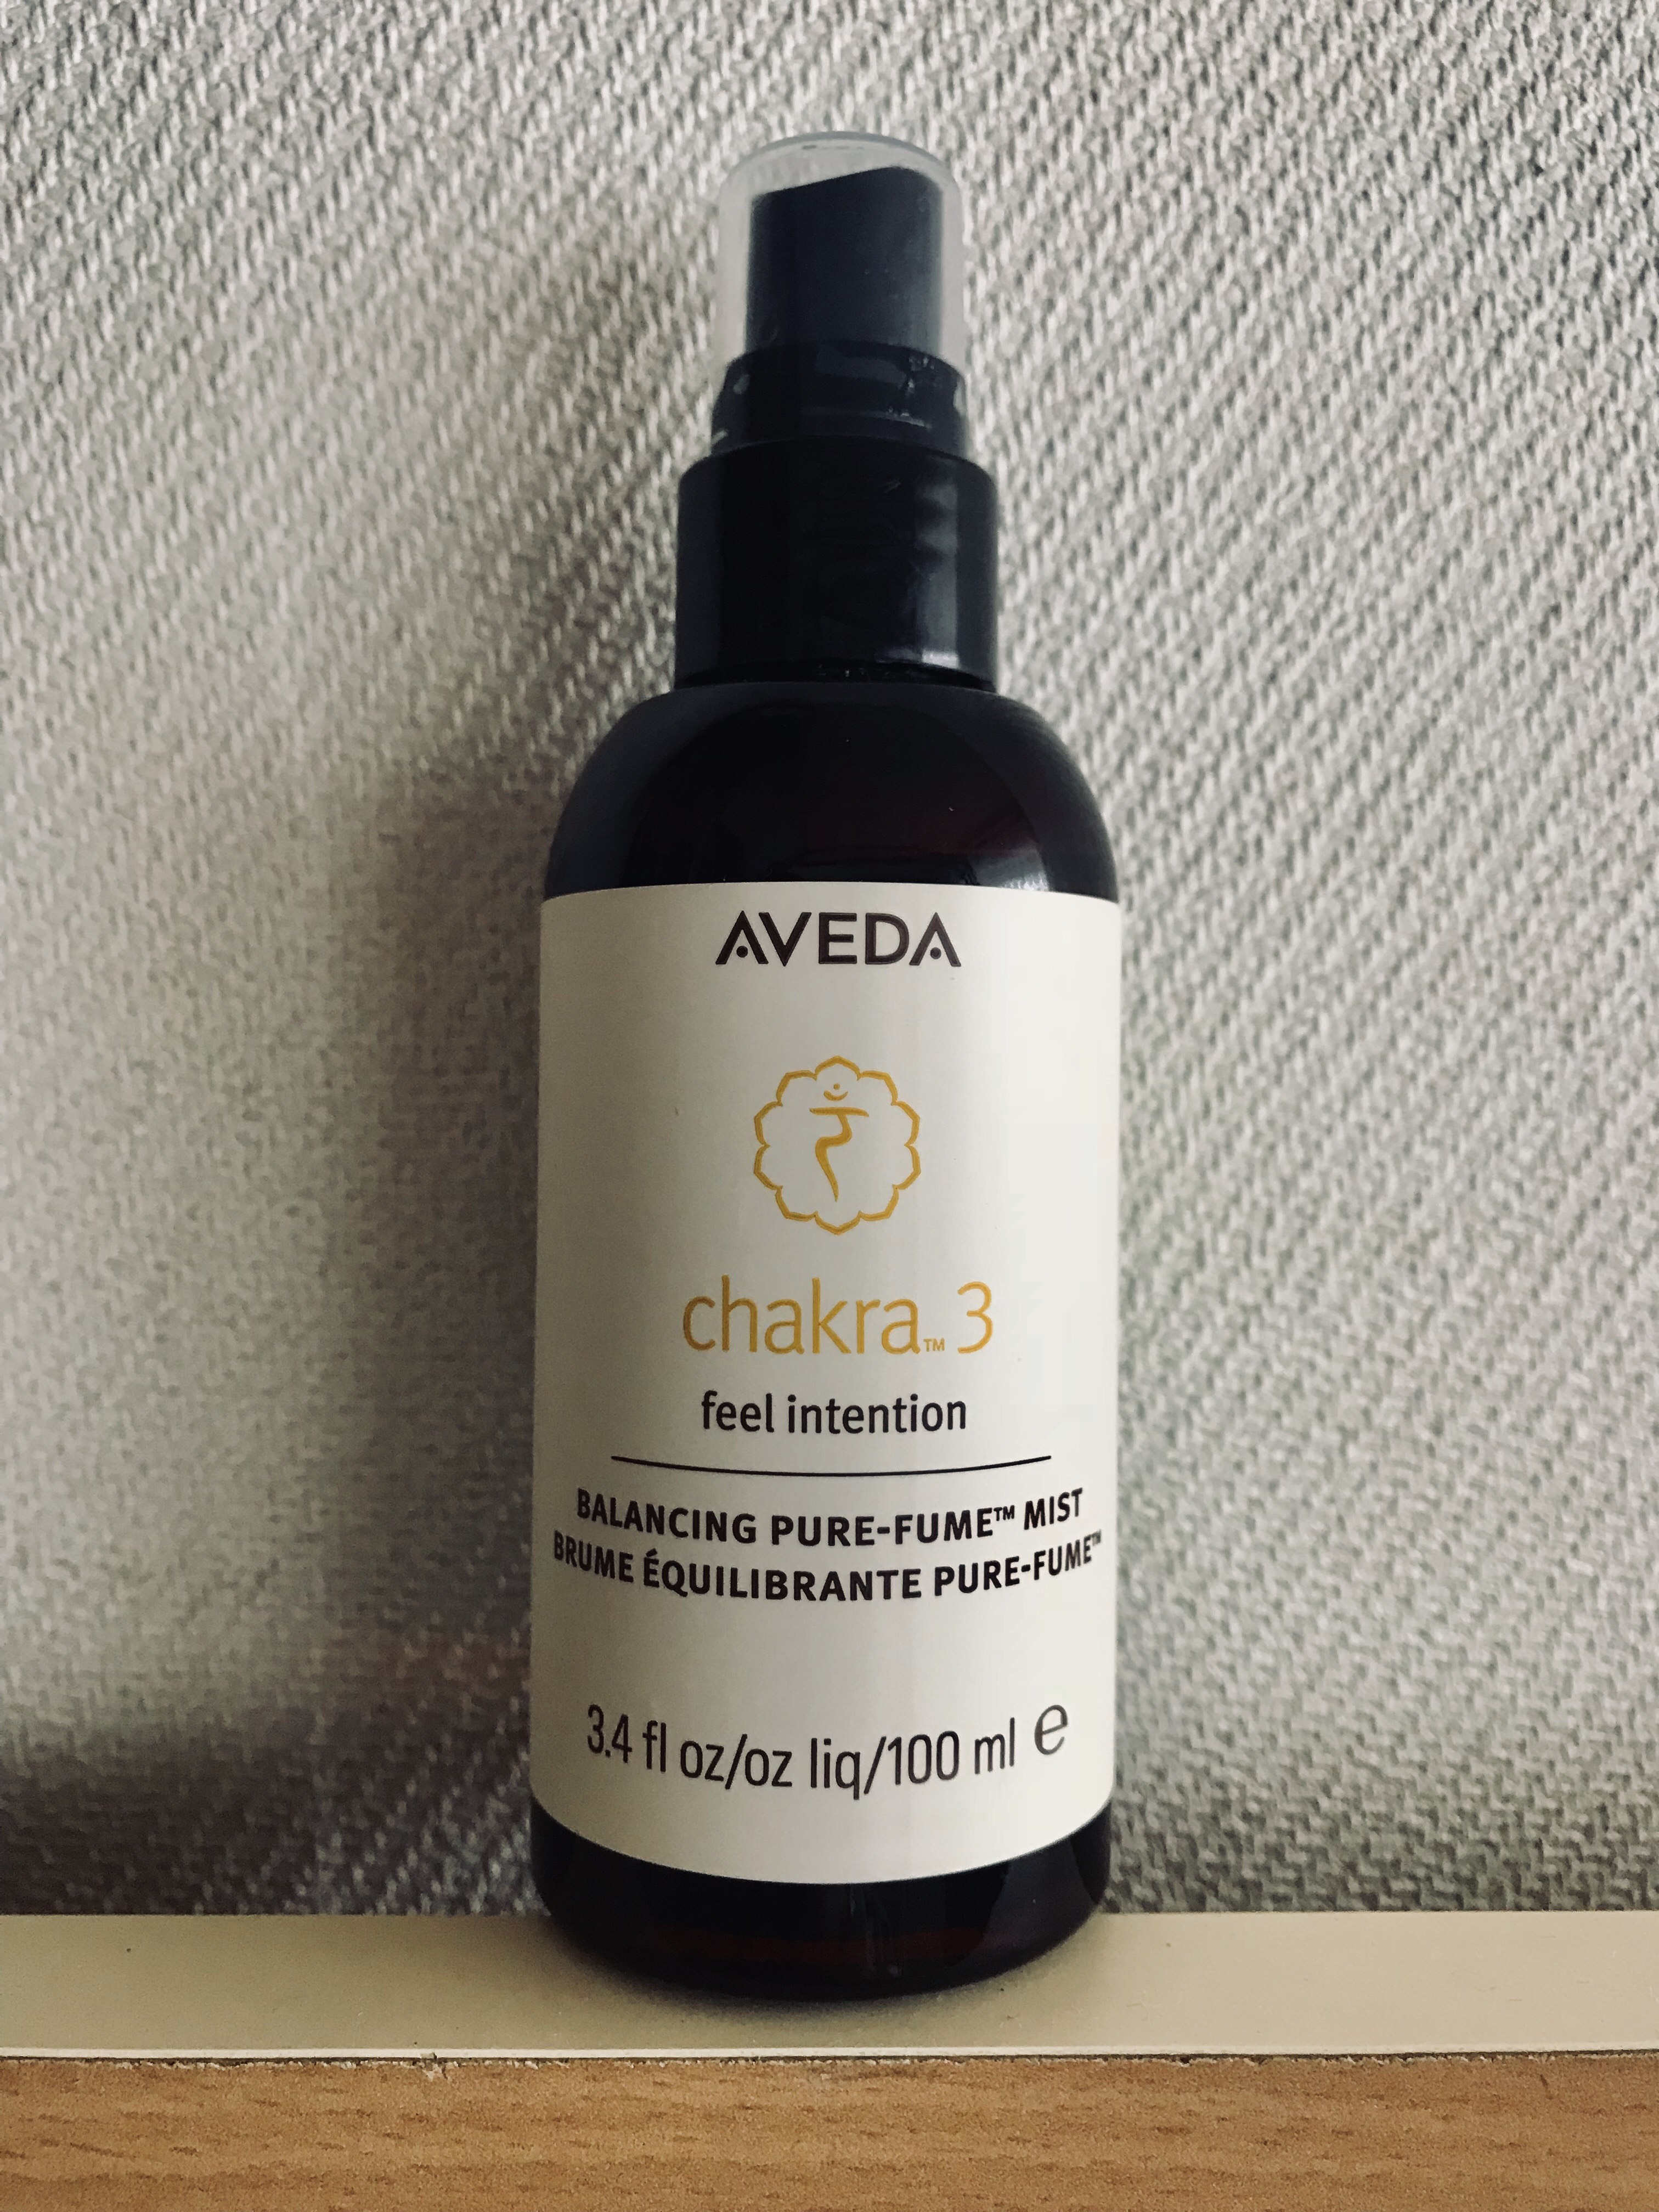 AVEDA
रं
chakra™ 3
feel intention
BALANCING PURE-FUME™ MIST
BRUME ÉQUILIBRANTE PURE-FUME™
3.4 fl oz/oz liq/100 ml ℮